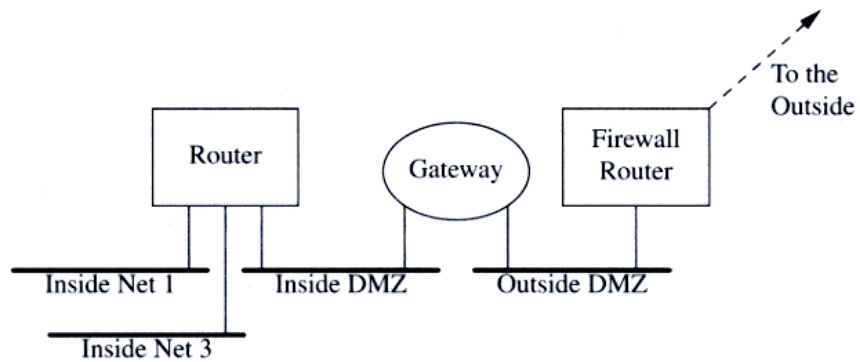 To the
Outside
Router
Gateway
Firewall
Router
Inside Net 1
Inside DMZ
Outside DMZ
Inside Net 3